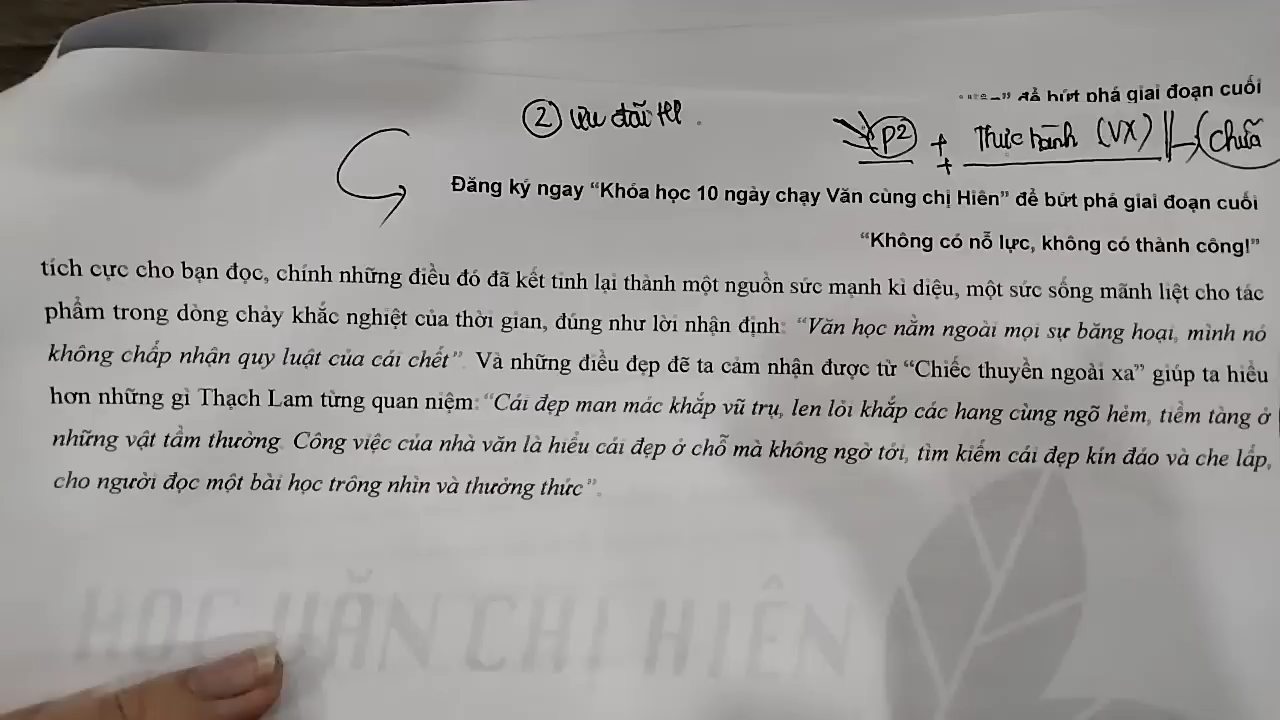 để bứt phá giai đoạn cuối
② ưu đãi
P2 + Thực hành (VX) (chữa
Đăng ký ngay “Khóa học 10 ngày chạy Văn cùng chị Hiên” để bứt phá giai đoạn cuối
“Không có nỗ lực, không có thành công!”
tích cực cho bạn đọc, chính những điều đó đã kết tinh lại thành một nguồn sức mạnh kì diệu, một sức sống mãnh liệt cho tác
phẩm trong dòng chảy khắc nghiệt của thời gian, đúng như lời nhận định: “Văn học nằm ngoài mọi sự băng hoại, mình nó
không chấp nhận quy luật của cái chết”. Và những điều đẹp đẽ ta cảm nhận được từ “Chiếc thuyền ngoài xa” giúp ta hiểu
hơn những gì Thạch Lam từng quan niệm: “Cái đẹp man mác khắp vũ trụ, len lỏi khắp các hang cùng ngõ hẻm, tiềm tàng ở
những vật tầm thường. Công việc của nhà văn là hiểu cái đẹp ở chỗ mà không ngờ tới, tìm kiếm cái đẹp kín đáo và che lấp,
cho người đọc một bài học trông nhìn và thưởng thức”.
HỌC VĂN CHỊ HIÊN